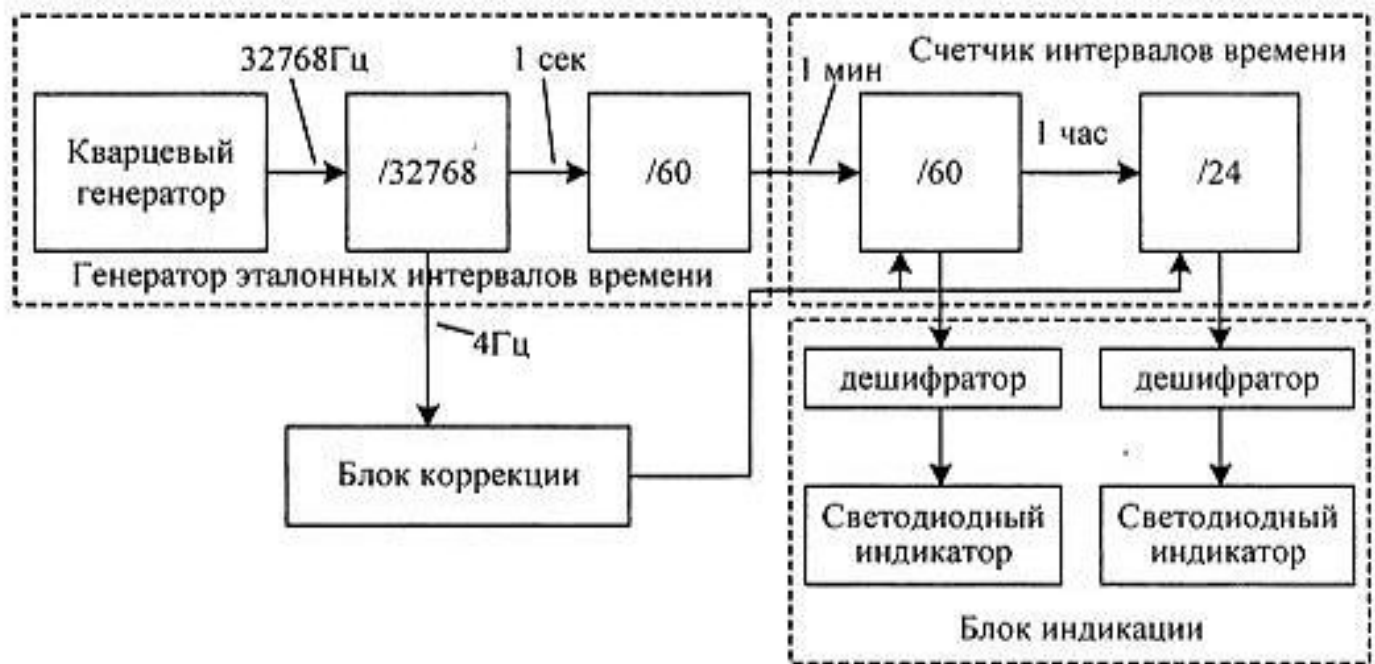 32768Гц
1 сек
1 мин
Счетчик интервалов времени
Кварцевый
генератор
/32768
/60
/60
1 час
/24
Генератор эталонных интервалов времени
4Гц
Блок коррекции
дешифратор
дешифратор
Светодиодный
индикатор
Светодиодный
индикатор
Блок индикации